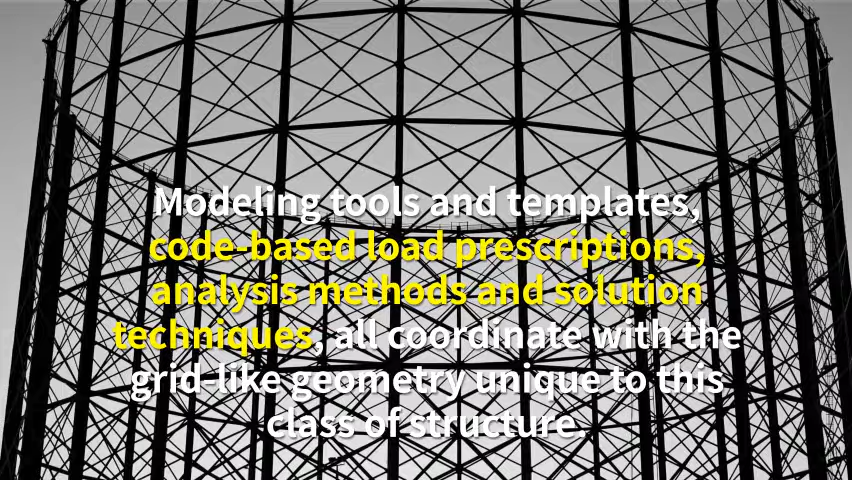 Modeling tools and templates,
code-based load prescriptions,
analysis methods and solution
techniques, all coordinate with the
grid-like geometry unique to this
class of structure.